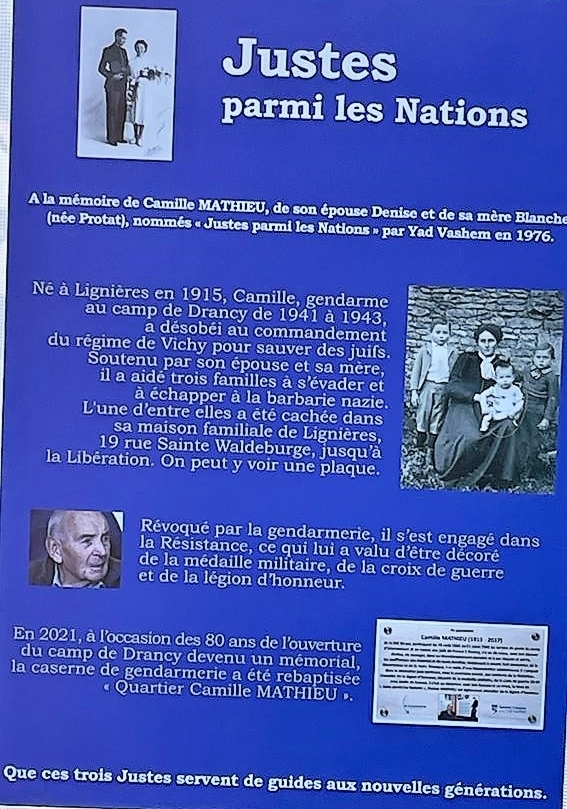 Justes
parmi les Nations
A la mémoire de Camille MATHIEU, de son épouse Denise et de sa mère Blanche
(née Protat), nommés « Justes parmi les Nations » par Yad Vashem en 1976.
Né à Lignières en 1915, Camille, gendarme
au camp de Drancy de 1941 à 1943,
a désobéi au commandement
du régime de Vichy pour sauver des juifs.
Soutenu par son épouse et sa mère,
il a aidé trois familles à s'évader et
à échapper à la barbarie nazie.
L'une d'entre elles a été cachée dans
sa maison familiale de Lignières,
19 rue Sainte Waldeburge, jusqu'à
la Libération. On peut y voir une plaque.
Révoqué par la gendarmerie, il s'est engagé dans
la Résistance, ce qui lui a valu d'être décoré
de la médaille militaire, de la croix de guerre
et de la légion d'honneur.
En 2021, à l'occasion des 80 ans de l'ouverture
du camp de Drancy devenu un mémorial,
la caserne de gendarmerie a été rebaptisée
« Quartier Camille MATHIEU ».
Camille MATHIEU
Que ces trois Justes servent de guides aux nouvelles générations.